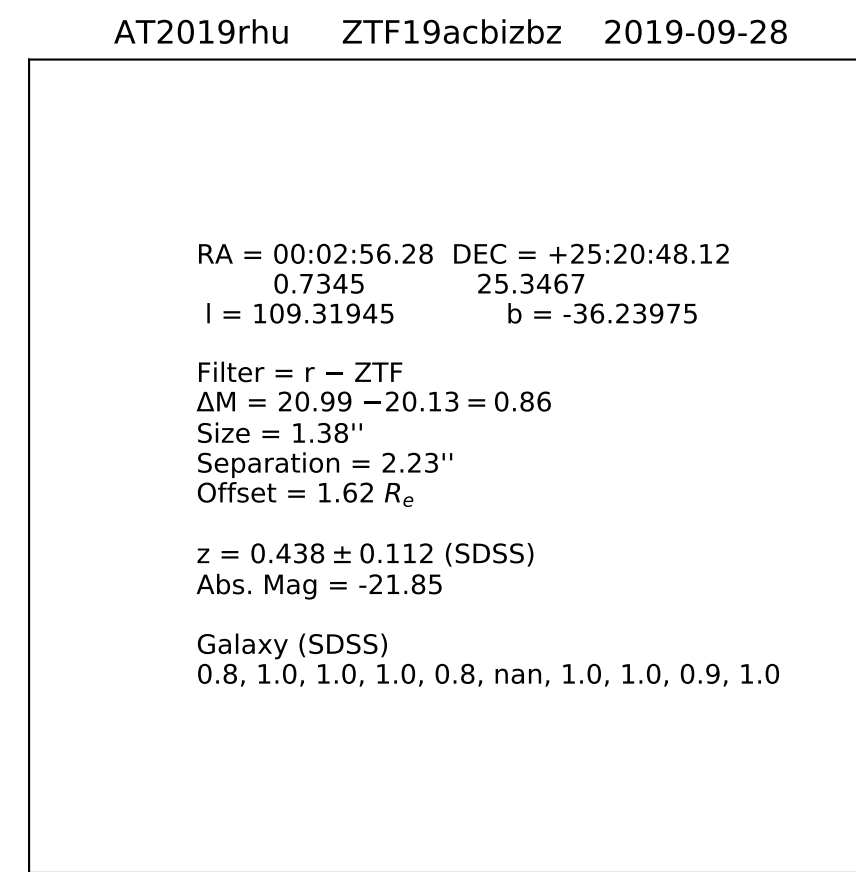 AT2019rhu ZTF19acbizbz 2019-09-28
RA = 00:02:56.28 DEC = +25:20:48.12
0.7345 25.3467
l = 109.31945 b = -36.23975
Filter = r − ZTF
ΔM = 20.99 −20.13 = 0.86
Size = 1.38''
Separation = 2.23''
Offset = 1.62 Rₑ
z = 0.438 ± 0.112 (SDSS)
Abs. Mag = -21.85
Galaxy (SDSS)
0.8, 1.0, 1.0, 1.0, 0.8, nan, 1.0, 1.0, 0.9, 1.0